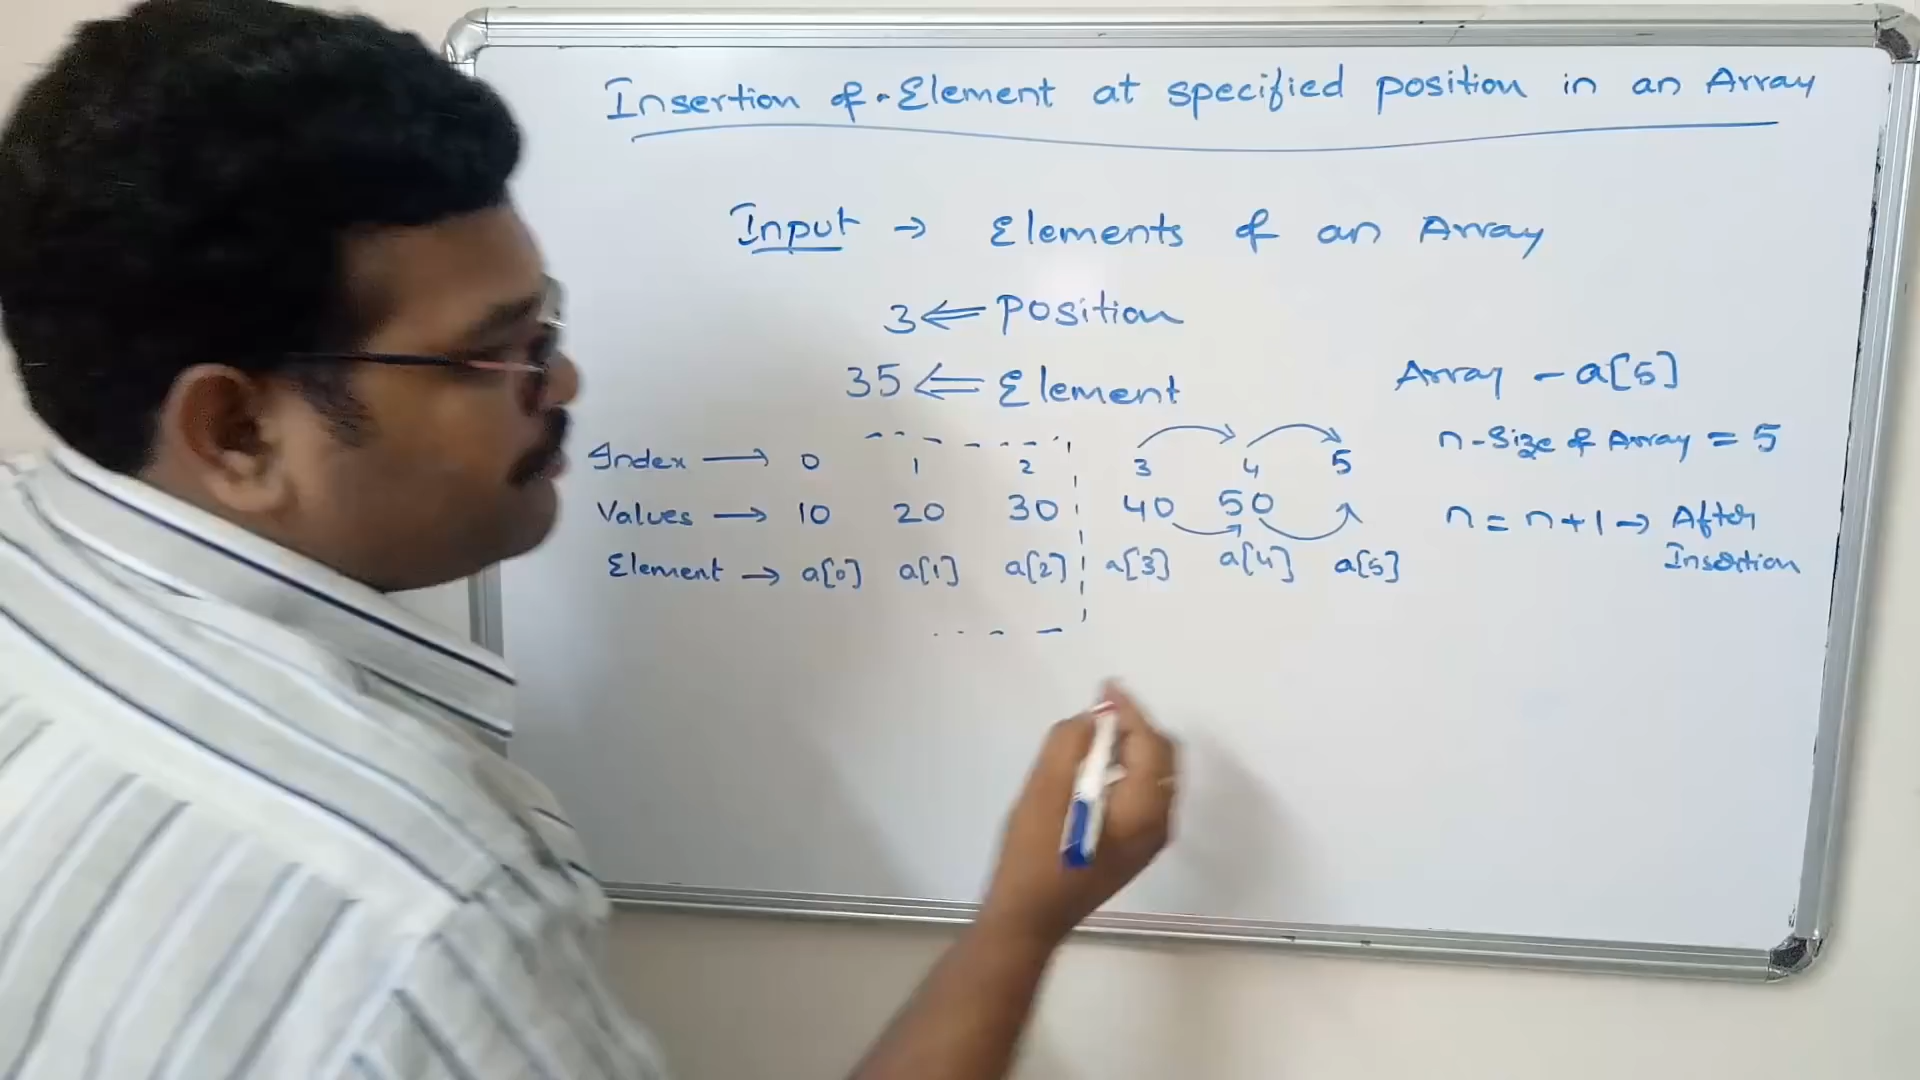 Insertion of Element at specified position in an Array
Input → Elements of an Array
3 ⇐ Position
35 ⇐ Element
Array - a[5]
n - Size of Array = 5
n = n+1 → After Insertion
Index → 0 1 2 3 4 5
Values → 10 20 30 40 50
Element → a[0] a[1] a[2] a[3] a[4] a[5]